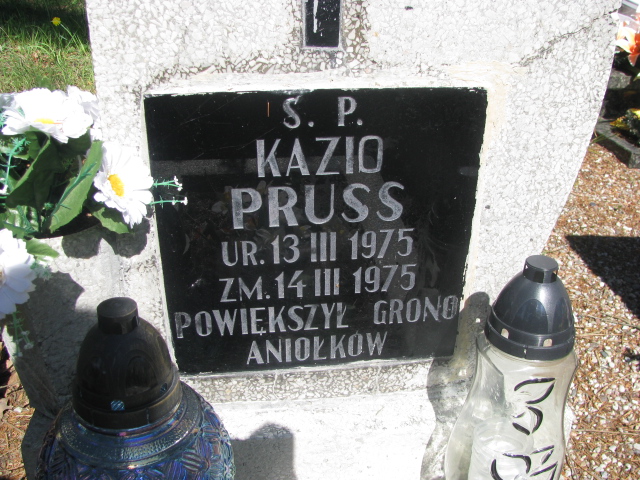 Ś. P.
KAZIO
PRUSS
UR. 13 III 1975
ZM. 14 III 1975
POWIĘKSZYŁ GRONO
ANIOŁKÓW